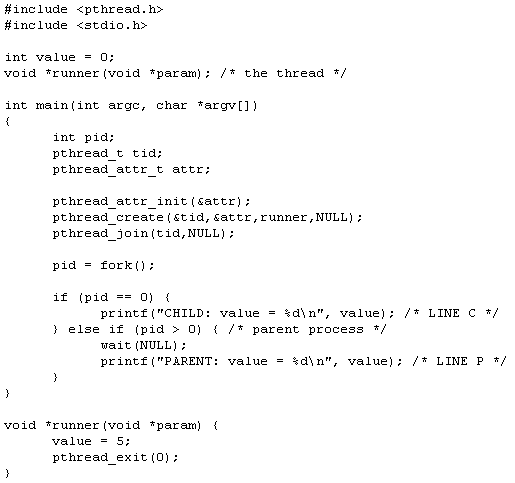 #include <pthread.h>
#include <stdio.h>

int value = 0;
void *runner(void *param); /* the thread */

int main(int argc, char *argv[])
{
      int pid;
      pthread_t tid;
      pthread_attr_t attr;

      pthread_attr_init(&attr);
      pthread_create(&tid,&attr,runner,NULL);
      pthread_join(tid,NULL);

      pid = fork();

      if (pid == 0) {
            printf("CHILD: value = %d\n", value); /* LINE C */
      } else if (pid > 0) { /* parent process */
            wait(NULL);
            printf("PARENT: value = %d\n", value); /* LINE P */
      }
}

void *runner(void *param) {
      value = 5;
      pthread_exit(0);
}